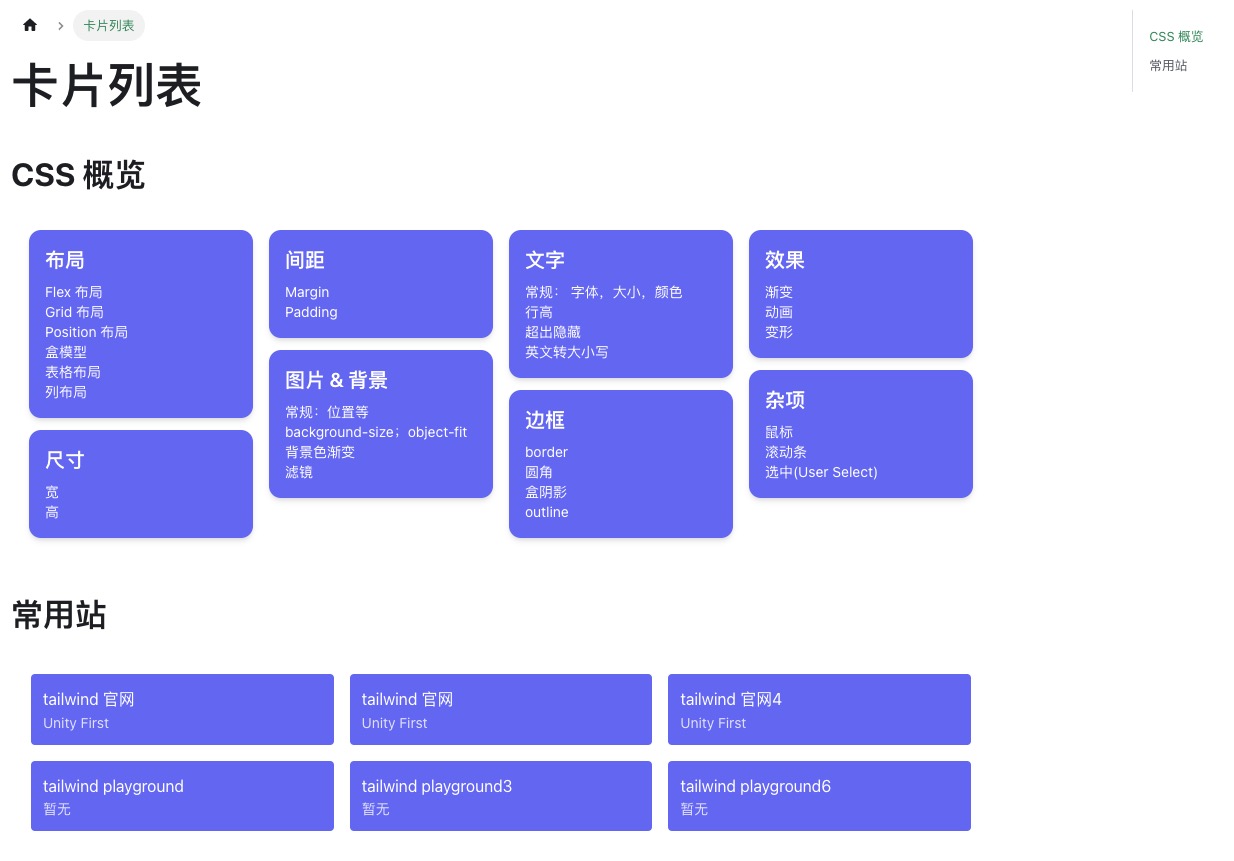 卡片列表
CSS 概览
常用站
卡片列表
CSS 概览
布局
Flex 布局
Grid 布局
Position 布局
盒模型
表格布局
列布局
尺寸
宽
高
间距
Margin
Padding
图片 & 背景
常规：位置等
background-size；object-fit
背景色渐变
滤镜
文字
常规： 字体，大小，颜色
行高
超出隐藏
英文转大小写
边框
border
圆角
盒阴影
outline
效果
渐变
动画
变形
杂项
鼠标
滚动条
选中(User Select)
常用站
tailwind 官网
Unity First
tailwind 官网
Unity First
tailwind 官网4
Unity First
tailwind playground
暂无
tailwind playground3
暂无
tailwind playground6
暂无